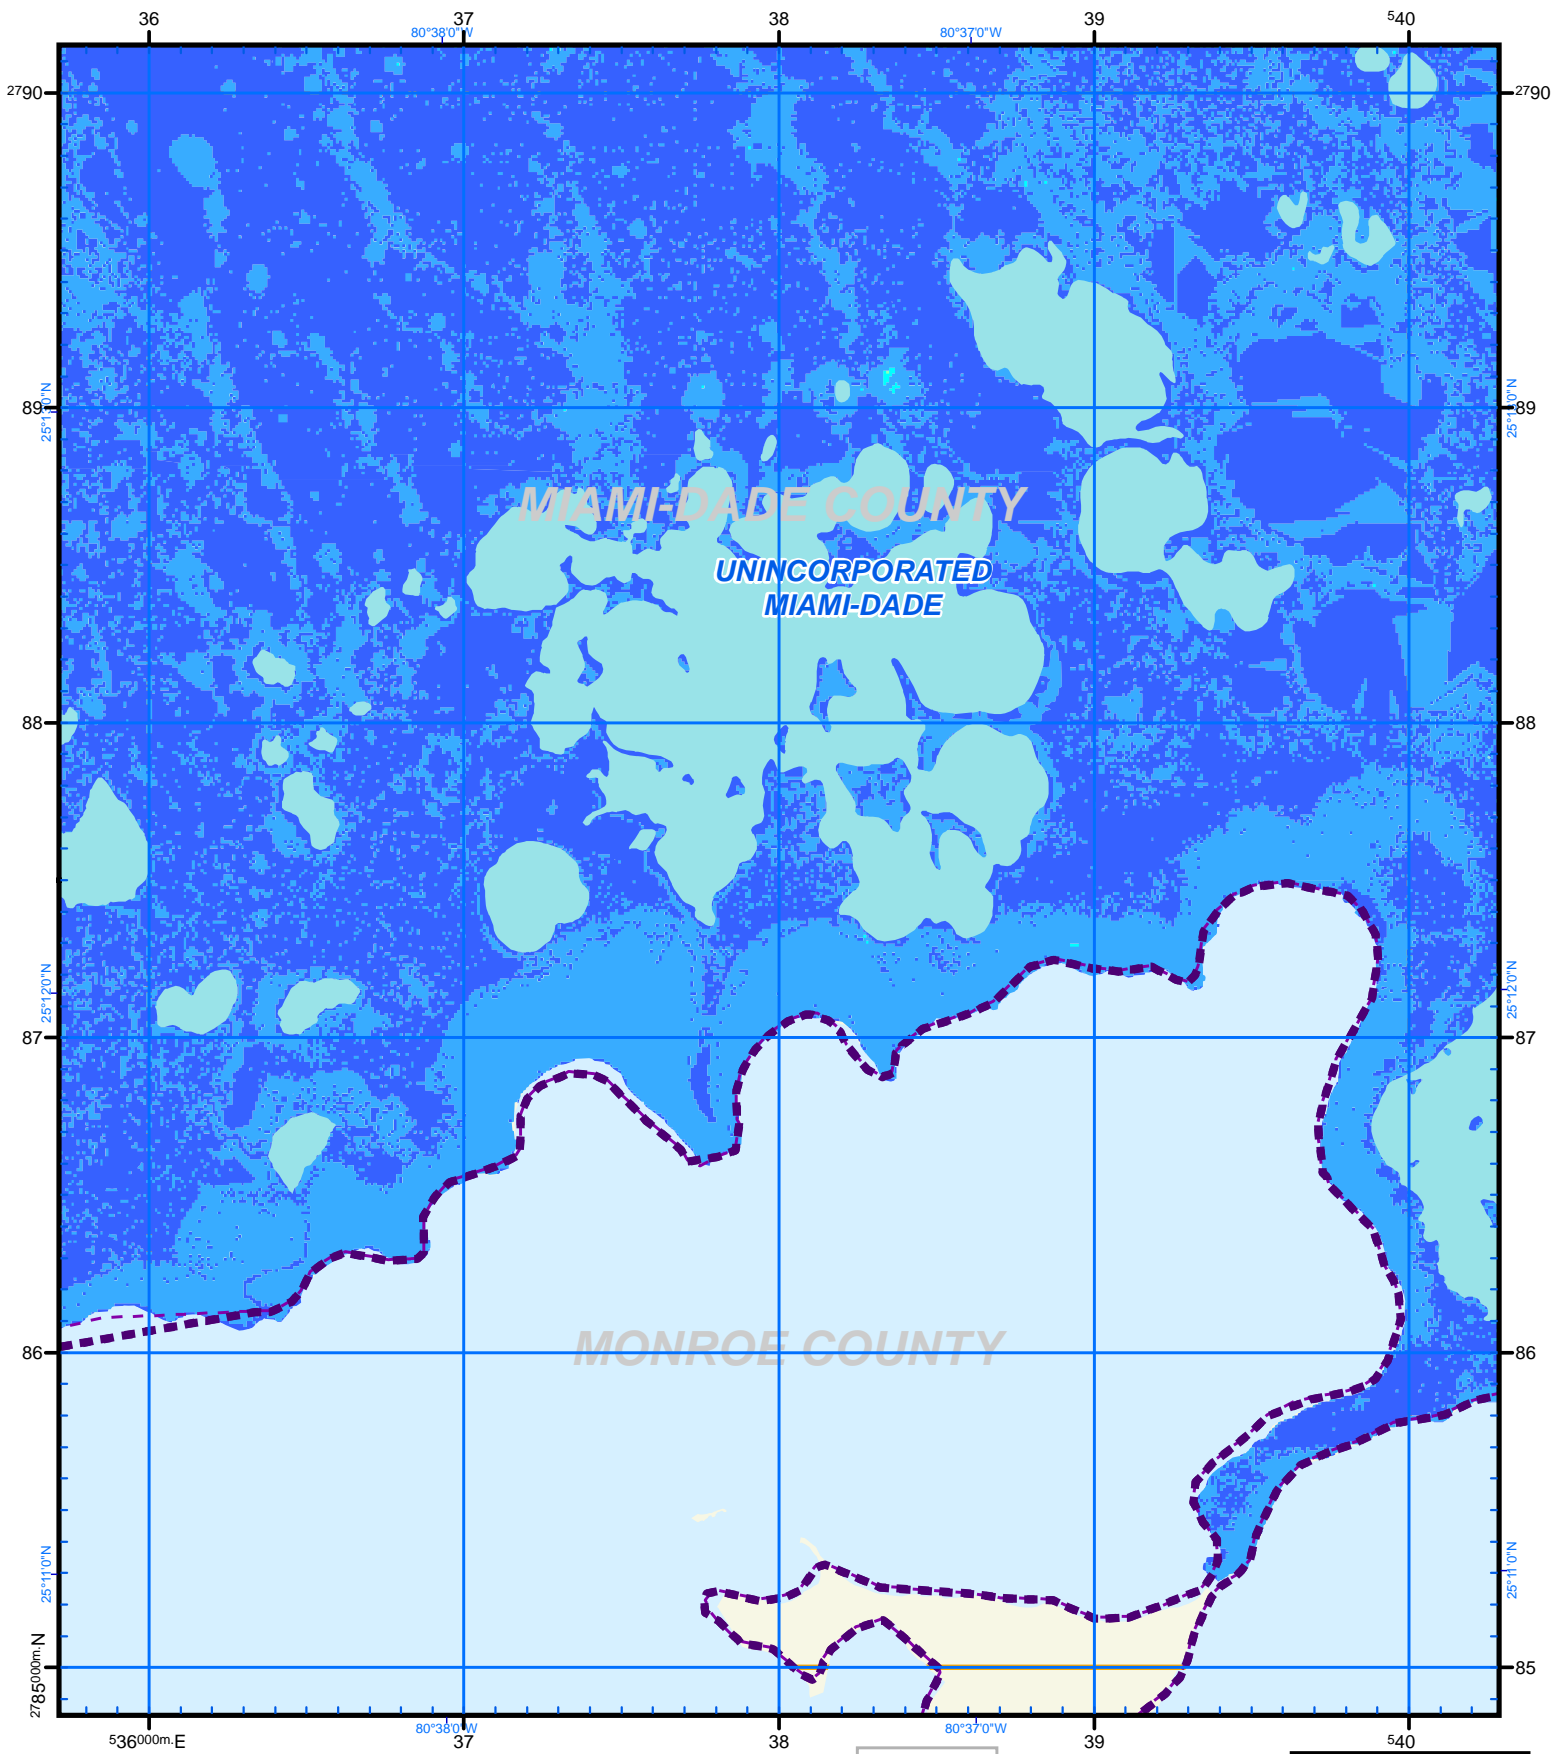 36 37 38 39 540
80°38'0"W 80°37'0"W
2790 2790
89 89
25°13'0"N 25°13'0"N
MIAMI-DADE COUNTY
UNINCORPORATED
MIAMI-DADE
88 88
25°12'0"N 25°12'0"N
87 87
MONROE COUNTY
86 86
25°11'0"N 25°11'0"N
2785000m.N 85
80°38'0"W 80°37'0"W
536000m.E 37 38 39 540